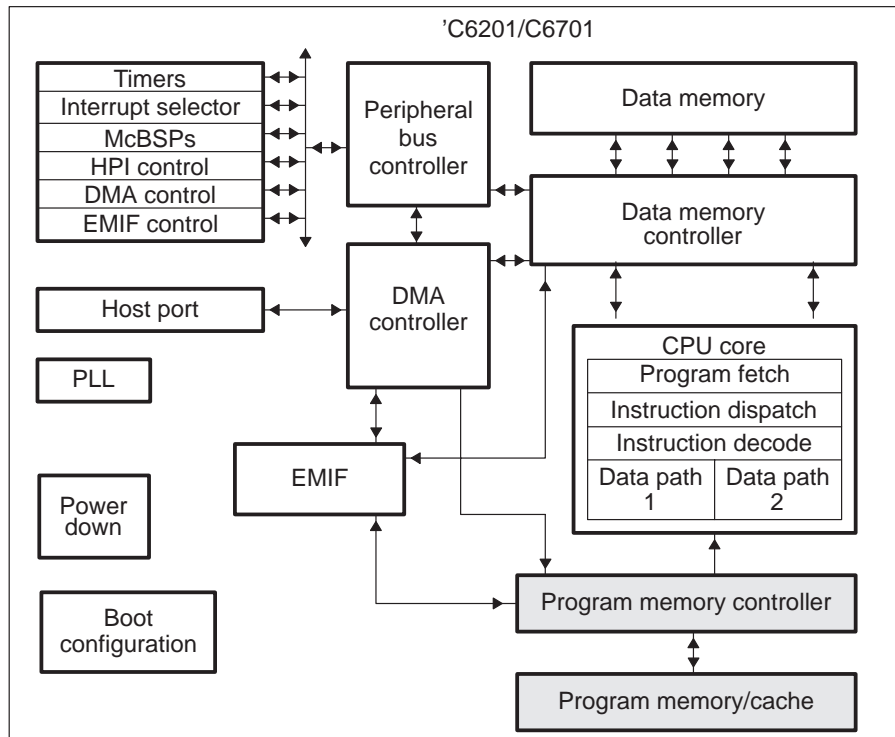 'C6201/C6701
Timers
Interrupt selector
McBSPs
HPI control
DMA control
EMIF control
Peripheral
bus
controller
Data memory
Data memory
controller
Host port
DMA
controller
PLL
CPU core
Program fetch
Instruction dispatch
Instruction decode
Data path
1
Data path
2
EMIF
Power
down
Boot
configuration
Program memory controller
Program memory/cache